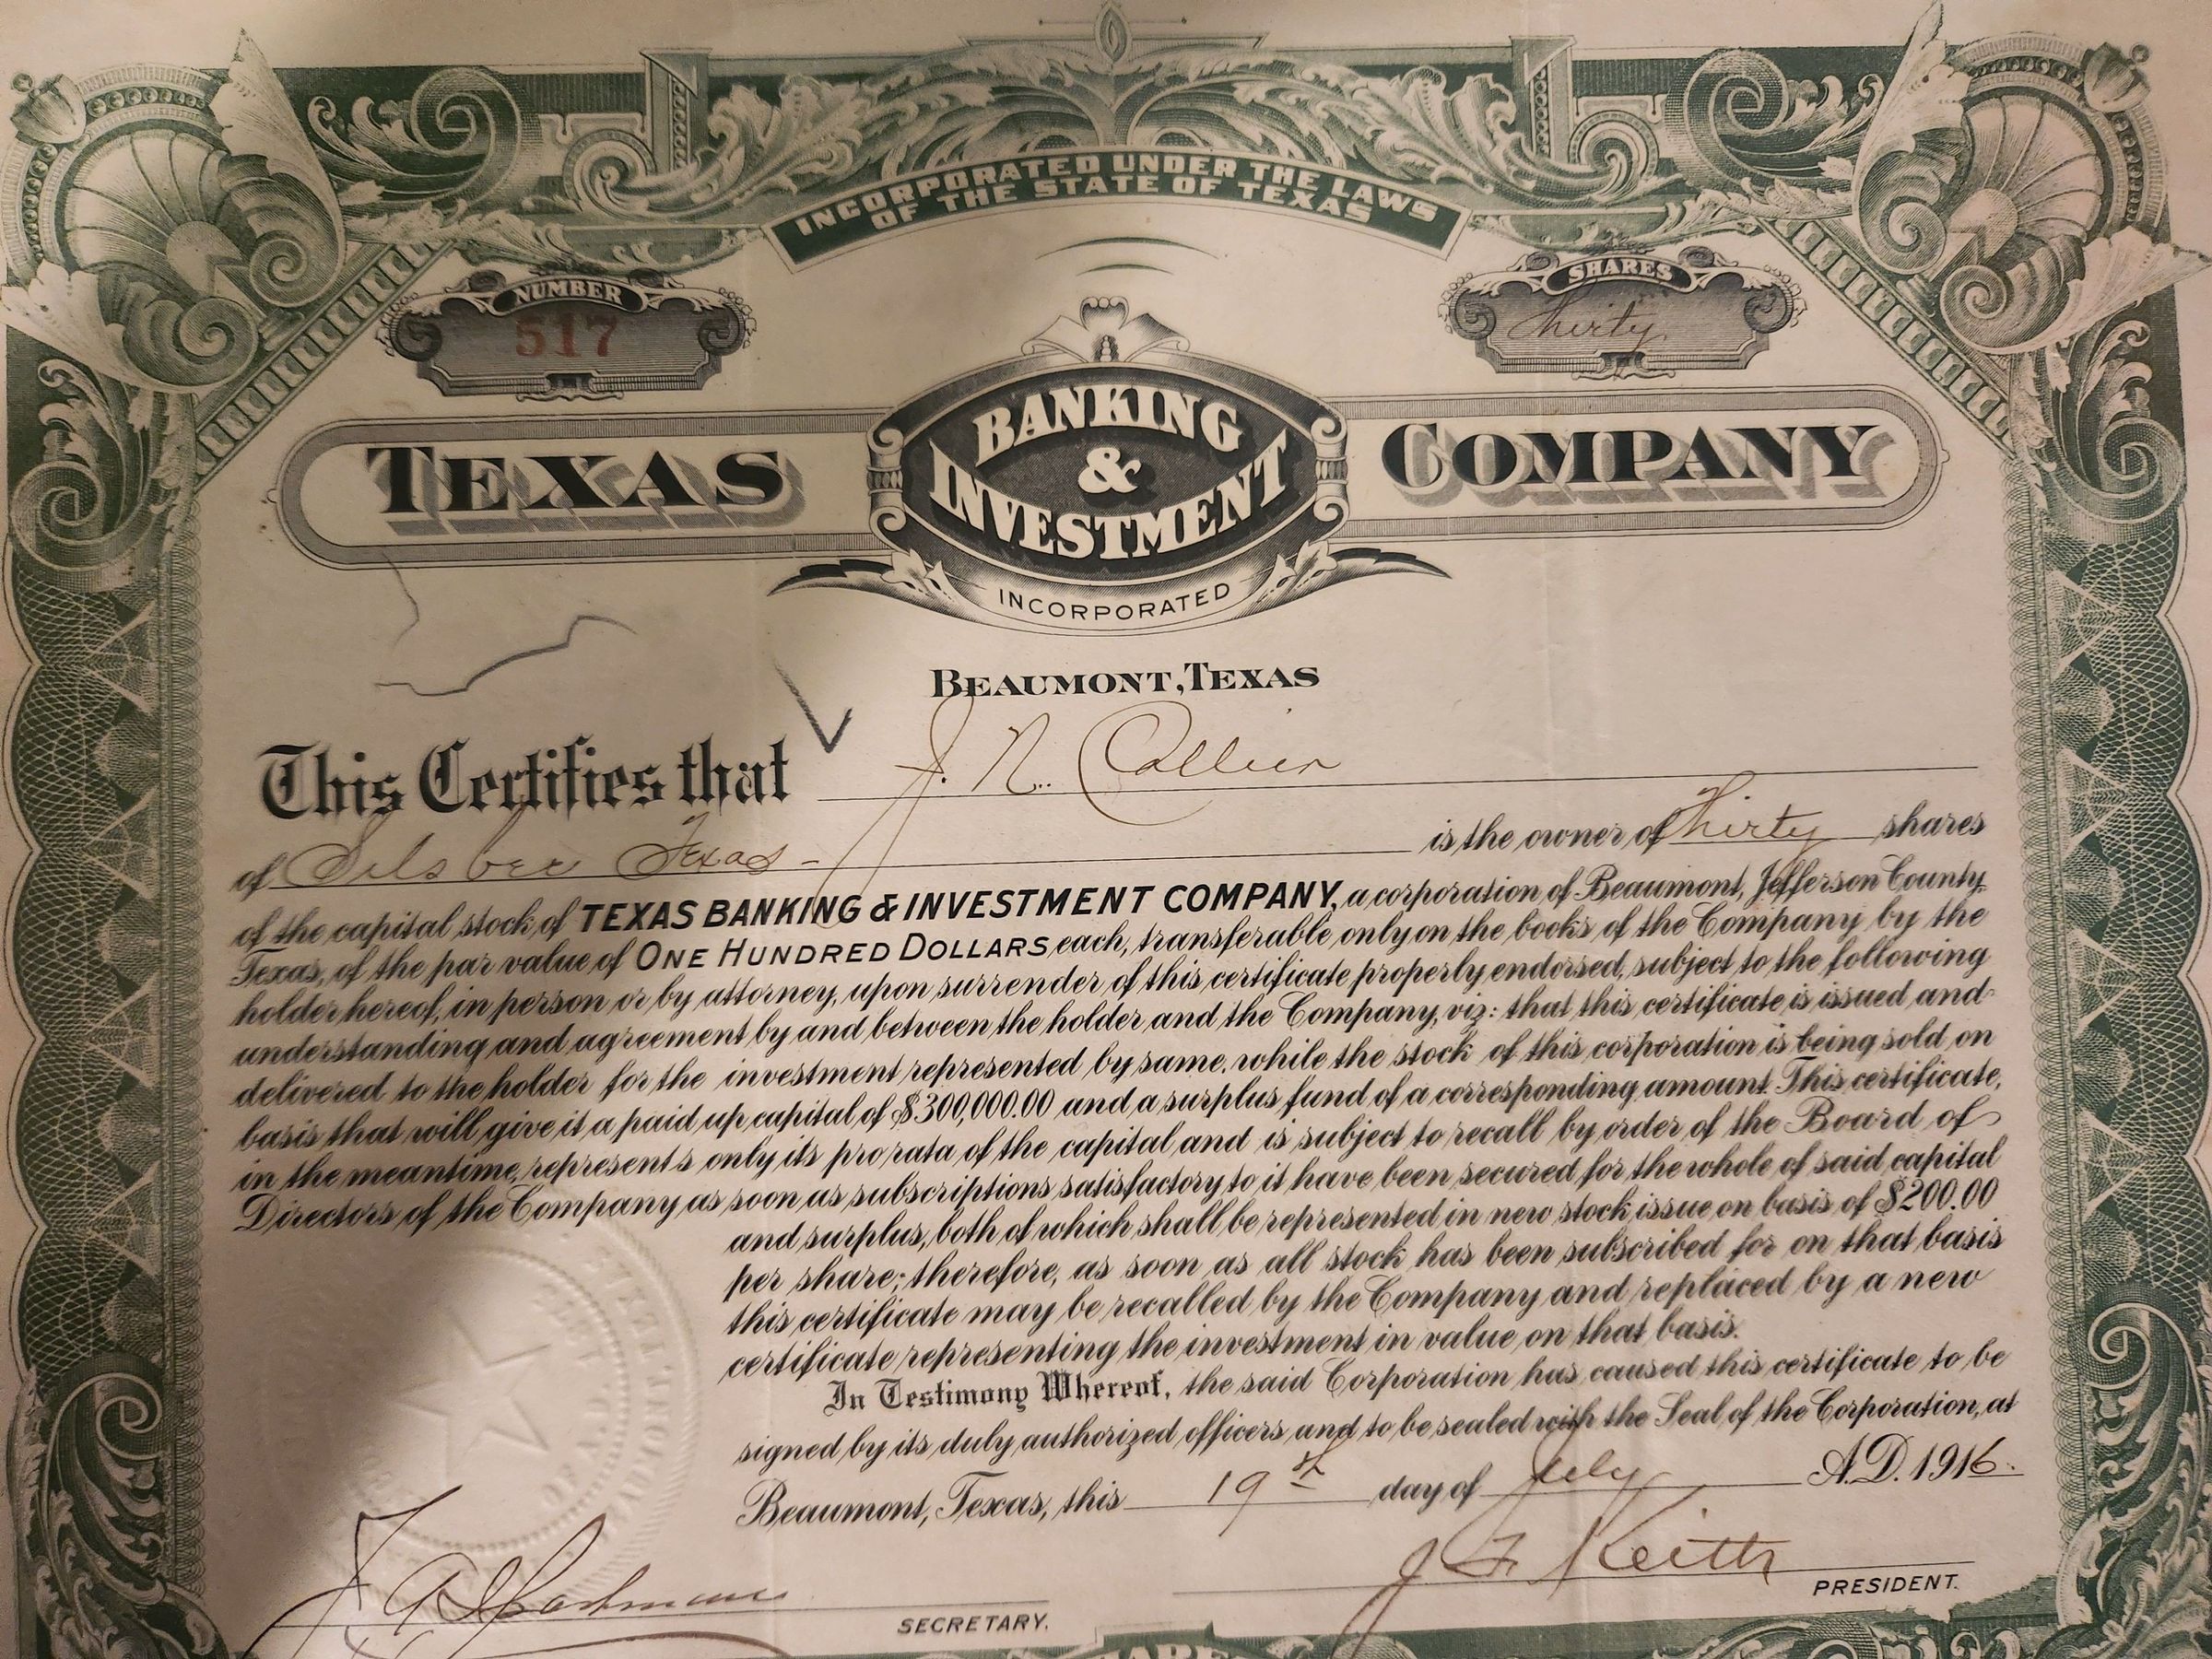 INCORPORATED UNDER THE LAWS
OF THE STATE OF TEXAS
NUMBER
517
SHARES
Thirty
TEXAS BANKING & INVESTMENT COMPANY
INCORPORATED
BEAUMONT, TEXAS
This Certifies that J. N. Collier
of Silsbee Texas - is the owner of Thirty shares
of the capital stock of TEXAS BANKING & INVESTMENT COMPANY, a corporation of Beaumont, Jefferson County
Texas, of the par value of ONE HUNDRED DOLLARS each, transferable only on the books of the Company by the
holder hereof, in person or by attorney, upon surrender of this certificate properly endorsed, subject to the following
understanding and agreement by and between the holder and the Company, viz: that this certificate is issued and
delivered to the holder for the investment represented by same, while the stock of this corporation is being sold on
basis that will give it a paid up capital of $300,000.00 and a surplus fund of a corresponding amount. This certificate,
in the meantime, represents only its pro rata of the capital and is subject to recall by order of the Board of
Directors of the Company as soon as subscriptions satisfactory to it have been secured for the whole of said capital
and surplus, both of which shall be represented in new stock issue on basis of $200.00
per share; therefore, as soon as all stock has been subscribed for on that basis
this certificate may be recalled by the Company and replaced by a new
certificate representing the investment in value on that basis.
In Testimony Whereof, the said Corporation has caused this certificate to be
signed by its duly authorized officers and to be sealed with the Seal of the Corporation, at
Beaumont, Texas, this 19th day of July A.D. 1916.
J F Keith
PRESIDENT.
SECRETARY.